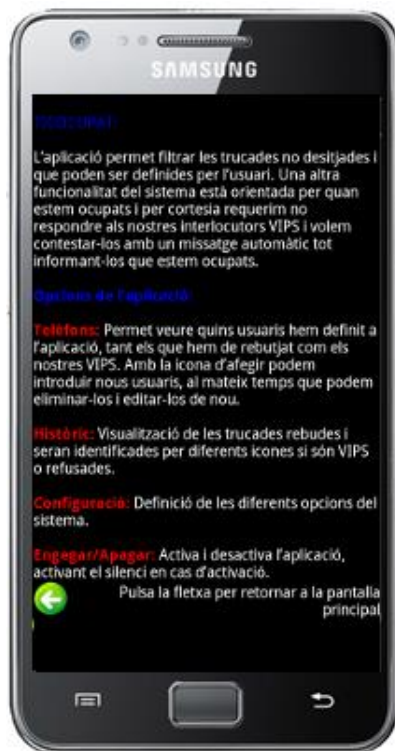 SAMSUNG
L'aplicació permet filtrar les trucades no desitjades i
que poden ser definides per l'usuari. Una altra
funcionalitat del sistema està orientada per quan
estem ocupats i per cortesia requerim no
respondre als nostres interlocutors VIPS i volem
contestar-los amb un missatge automàtic tot
informant-los que estem ocupats.
Opcions de l'aplicació:
Telèfons: Permet veure quins usuaris hem definit a
l'aplicació, tant els que hem de rebutjat com els
nostres VIPS. Amb la icona d'afegir podem
introduir nous usuaris, al mateix temps que podem
eliminar-los i editar-los de nou.
Històric: Visualització de les trucades rebudes i
seran identificades per diferents icones si són VIPS
o refusades.
Configuració: Definició de les diferents opcions del
sistema.
Engegar/Apagar: Activa i desactiva l'aplicació,
activant el silenci en cas d'activació.
Pulsa la fletxa per retornar a la pantalla
principal